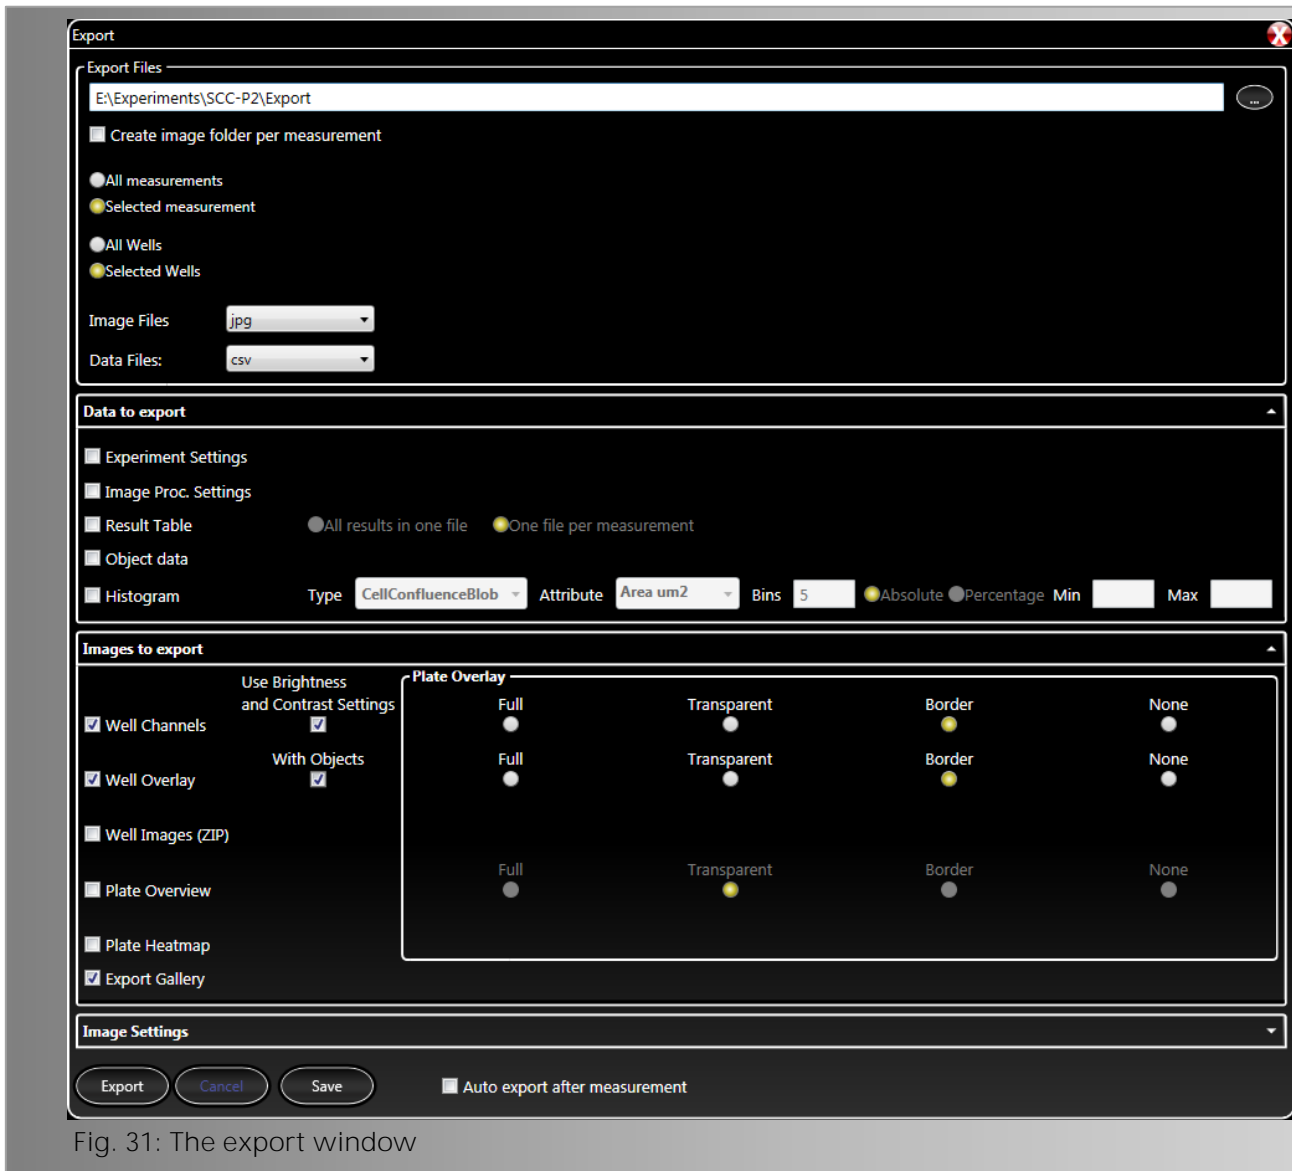 Export
X
Export Files
E:\Experiments\SCC-P2\Export
...
Create image folder per measurement
All measurements
Selected measurement
All Wells
Selected Wells
Image Files jpg
Data Files: csv
Data to export
Experiment Settings
Image Proc. Settings
Result Table All results in one file One file per measurement
Object data
Histogram Type CellConfluenceBlob Attribute Area um2 Bins 5 Absolute Percentage Min Max
Images to export
Plate Overlay
Use Brightness
and Contrast Settings Full Transparent Border None
Well Channels
With Objects Full Transparent Border None
Well Overlay
Well Images (ZIP)
Full Transparent Border None
Plate Overview
Plate Heatmap
Export Gallery
Image Settings
Export Cancel Save Auto export after measurement
Fig. 31: The export window